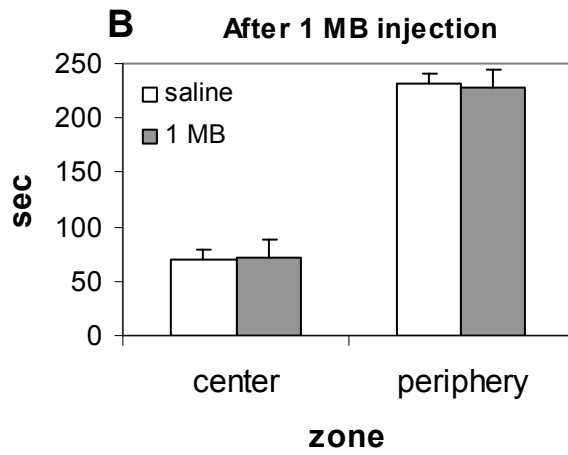 B After 1 MB injection
250
saline
1 MB
200
150
100
50
0
sec
center periphery
zone